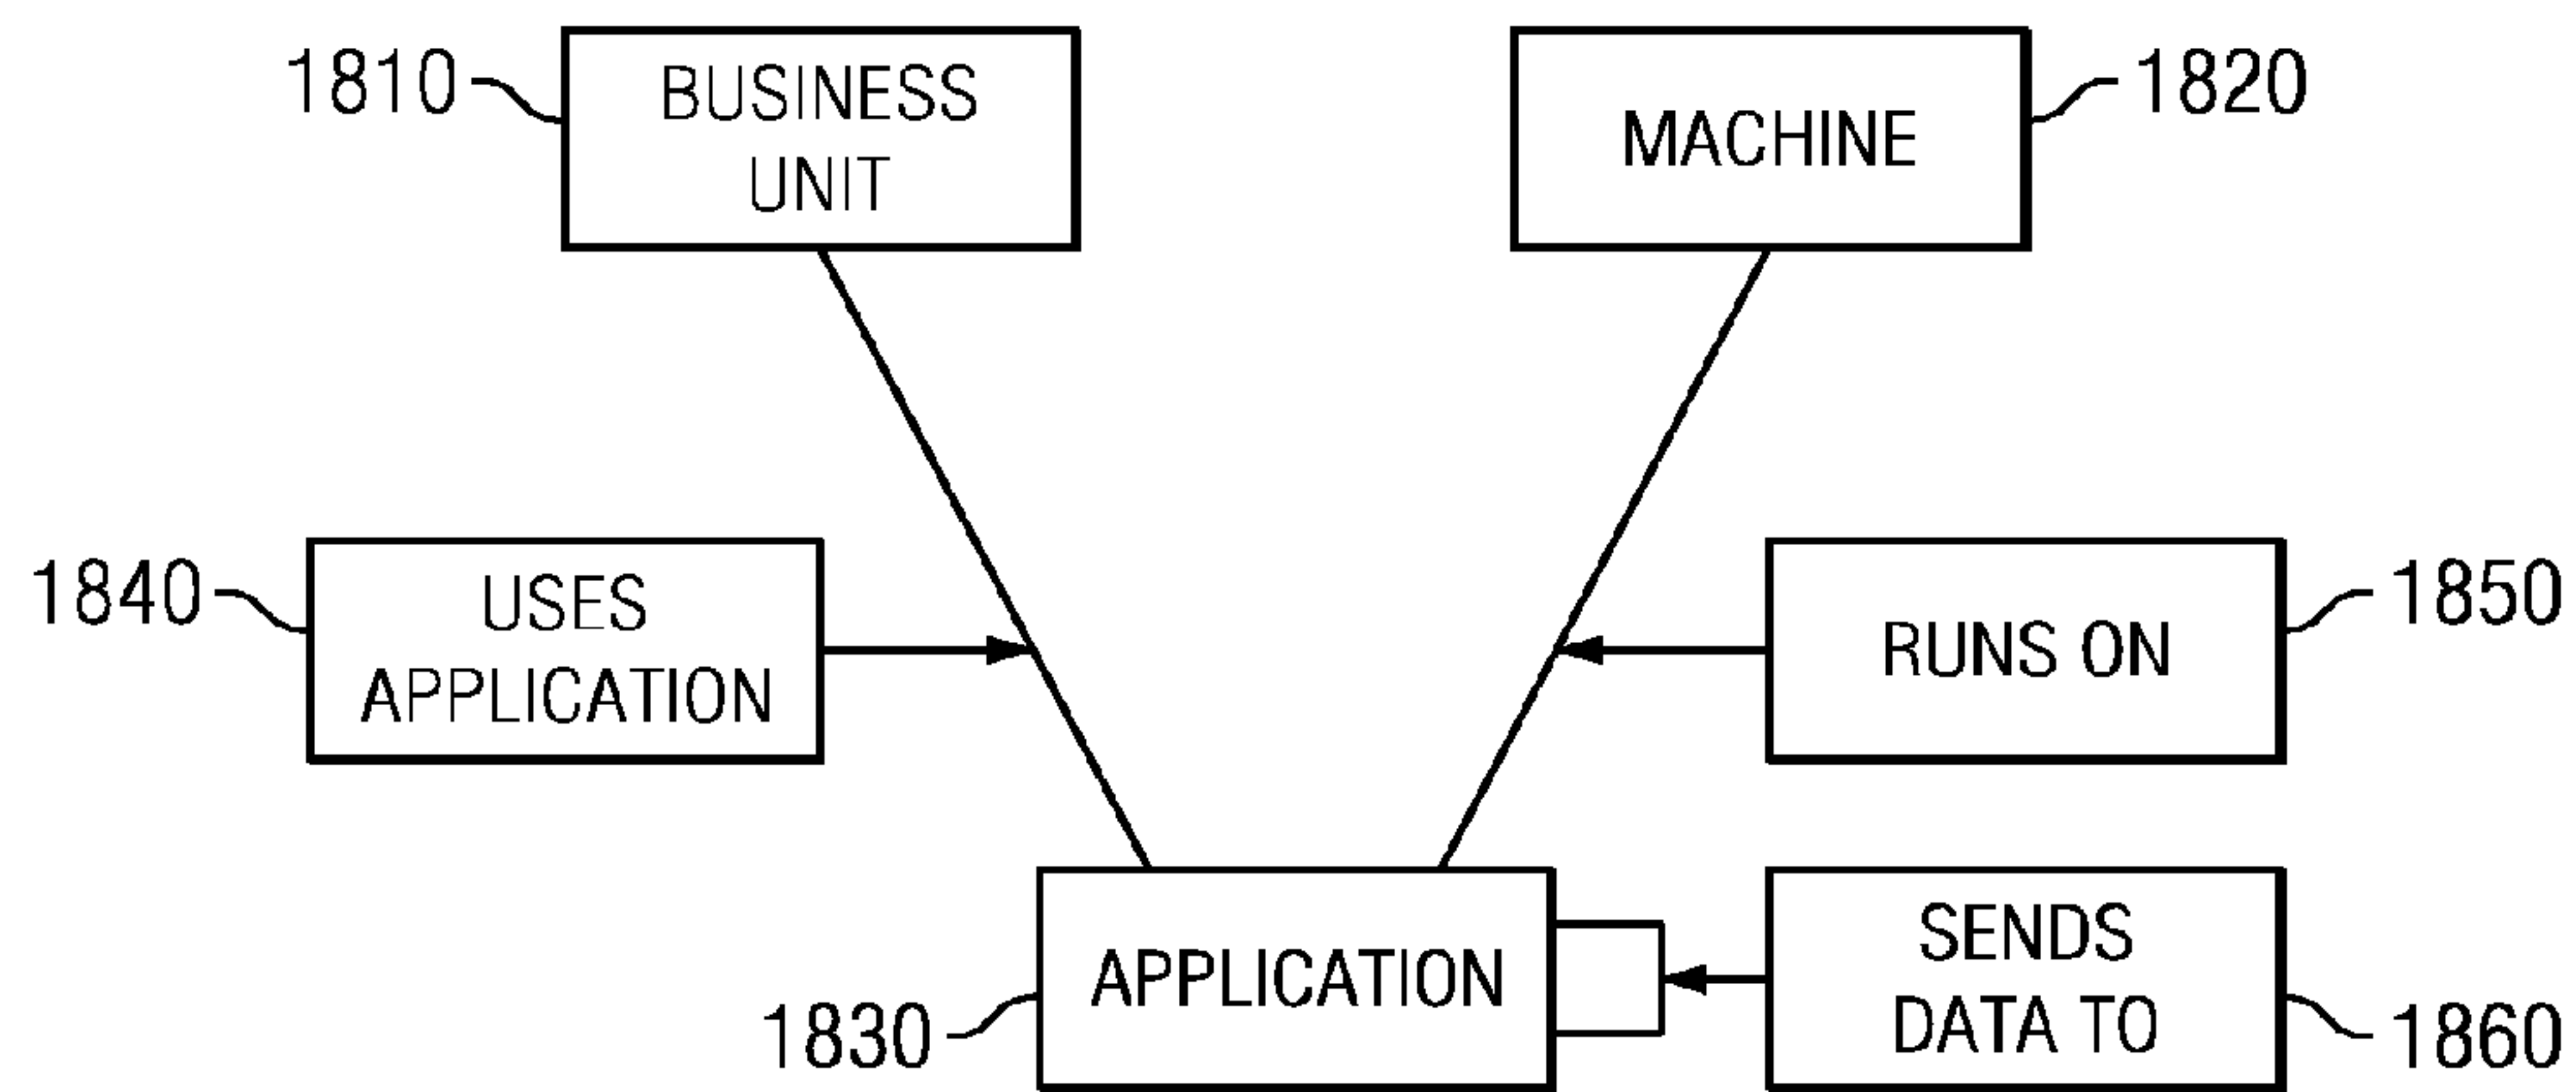 1810
BUSINESS
UNIT
MACHINE
1820
1840
USES
APPLICATION
RUNS ON
1850
1830
APPLICATION
SENDS
DATA TO
1860